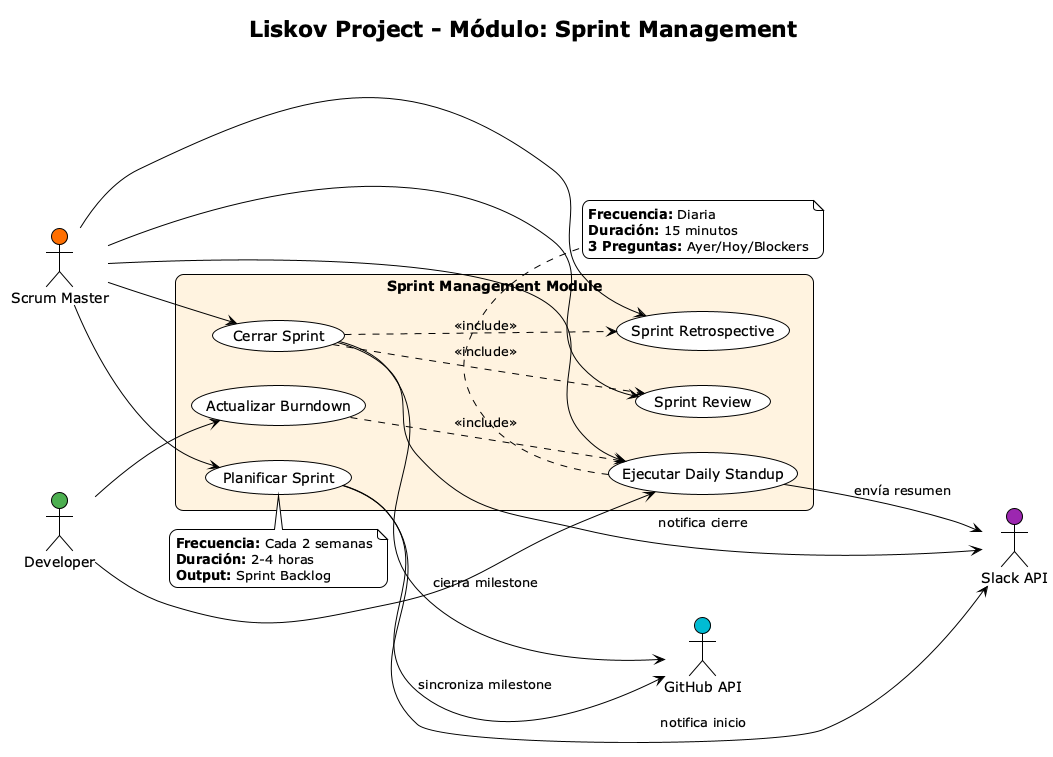 Liskov Project - Módulo: Sprint Management
Frecuencia: Diaria
Duración: 15 minutos
3 Preguntas: Ayer/Hoy/Blockers
Scrum Master
Sprint Management Module
«include»
Cerrar Sprint
Sprint Retrospective
«include»
Actualizar Burndown
Sprint Review
«include»
Planificar Sprint
Ejecutar Daily Standup
envía resumen
notifica cierre
Frecuencia: Cada 2 semanas
Duración: 2-4 horas
Output: Sprint Backlog
Developer
Slack API
cierra milestone
sincroniza milestone
GitHub API
notifica inicio